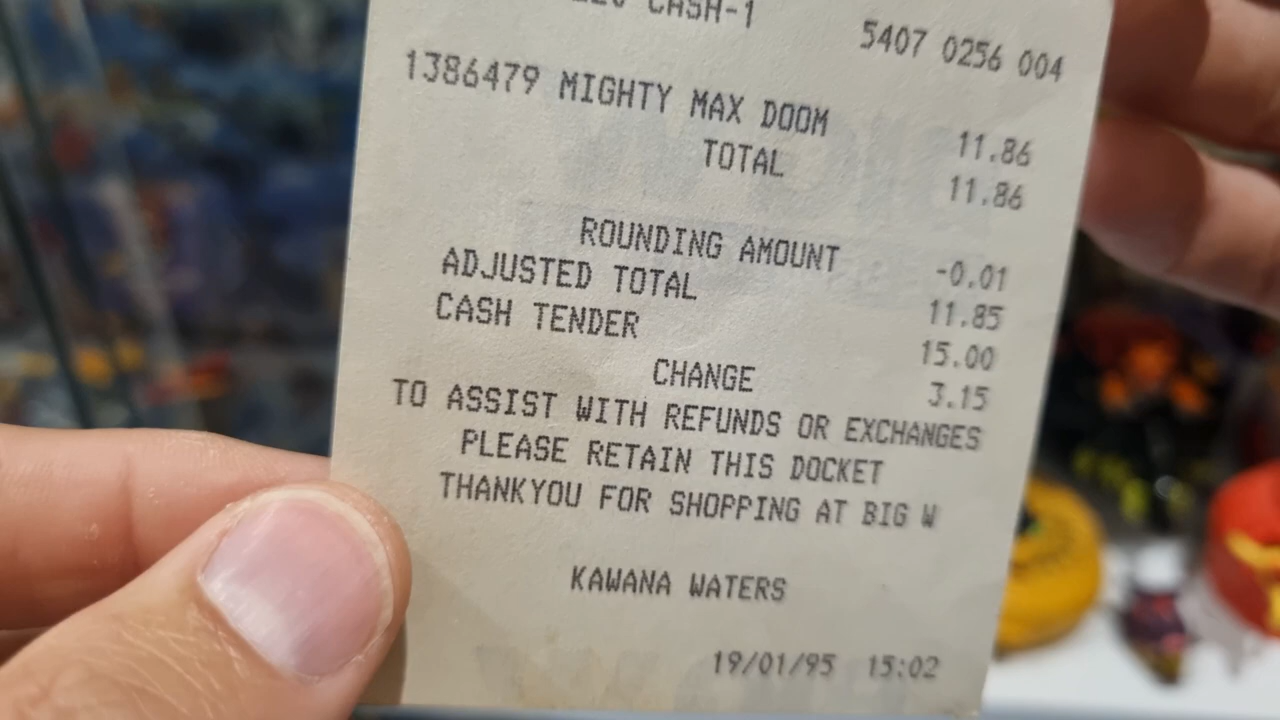 CASH-1 5407 0256 004
1386479 MIGHTY MAX DOOM 11.86
TOTAL 11.86
ROUNDING AMOUNT -0.01
ADJUSTED TOTAL 11.85
CASH TENDER 15.00
CHANGE 3.15
TO ASSIST WITH REFUNDS OR EXCHANGES
PLEASE RETAIN THIS DOCKET
THANKYOU FOR SHOPPING AT BIG W
KAWANA WATERS
19/01/95 15:02